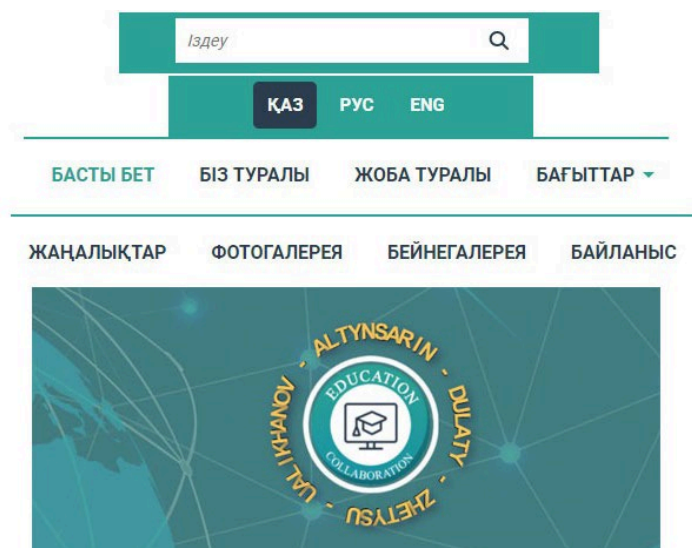 Іздеу
ҚАЗ РУС ENG
БАСТЫ БЕТ БІЗ ТУРАЛЫ ЖОБА ТУРАЛЫ БАҒЫТТАР
ЖАҢАЛЫҚТАР ФОТОГАЛЕРЕЯ БЕЙНЕГАЛЕРЕЯ БАЙЛАНЫС
ALTYNSARIN - DULATY - ZHETYSU - UALIKHANOV -
EDUCATION
COLLABORATION